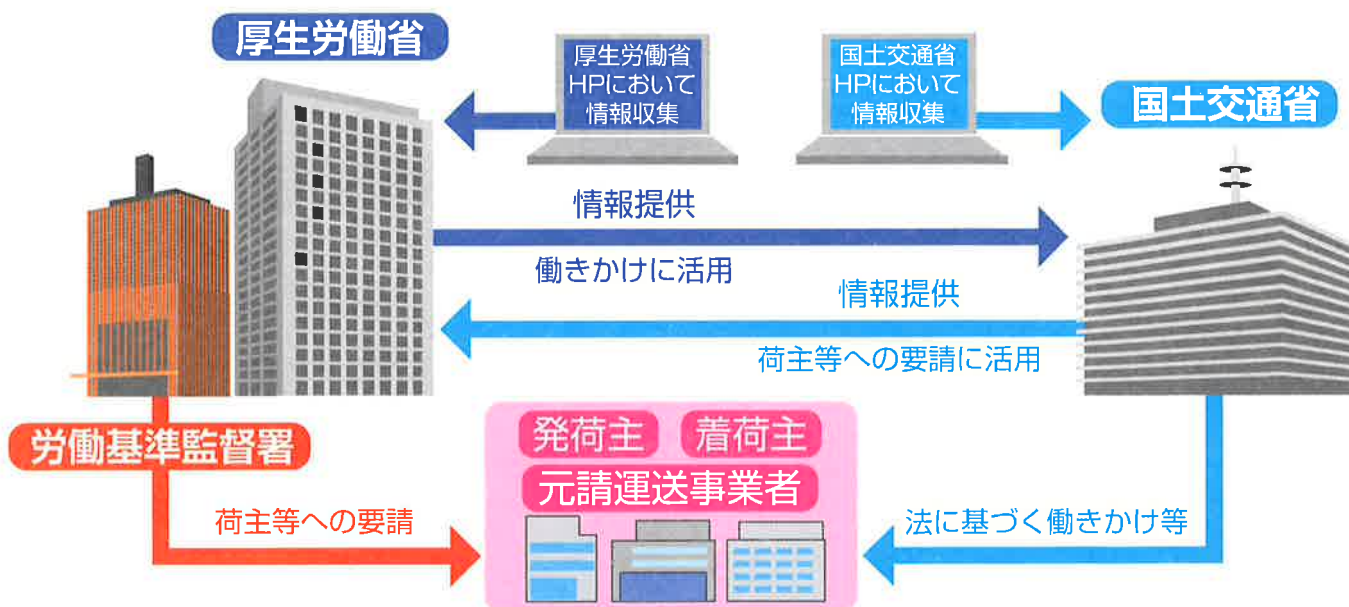 厚生労働省
厚生労働省
HPにおいて
情報収集
国土交通省
HPにおいて
情報収集
国土交通省
情報提供
働きかけに活用
情報提供
荷主等への要請に活用
労働基準監督署
発荷主
着荷主
元請運送事業者
荷主等への要請
法に基づく働きかけ等